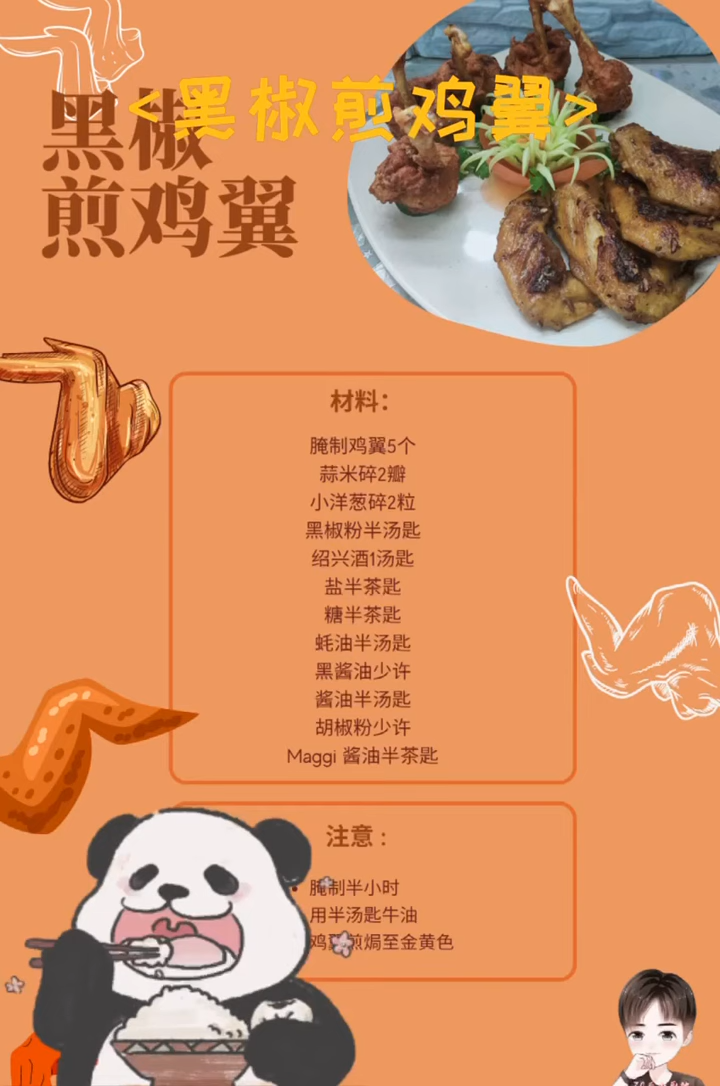 <黑椒煎鸡翼>
黑椒
煎鸡翼
材料：
腌制鸡翼5个
蒜米碎2瓣
小洋葱碎2粒
黑椒粉半汤匙
绍兴酒1汤匙
盐半茶匙
糖半茶匙
蚝油半汤匙
黑酱油少许
酱油半汤匙
胡椒粉少许
Maggi 酱油半茶匙
注意：
腌制半小时
用半汤匙牛油
鸡翼煎焗至金黄色